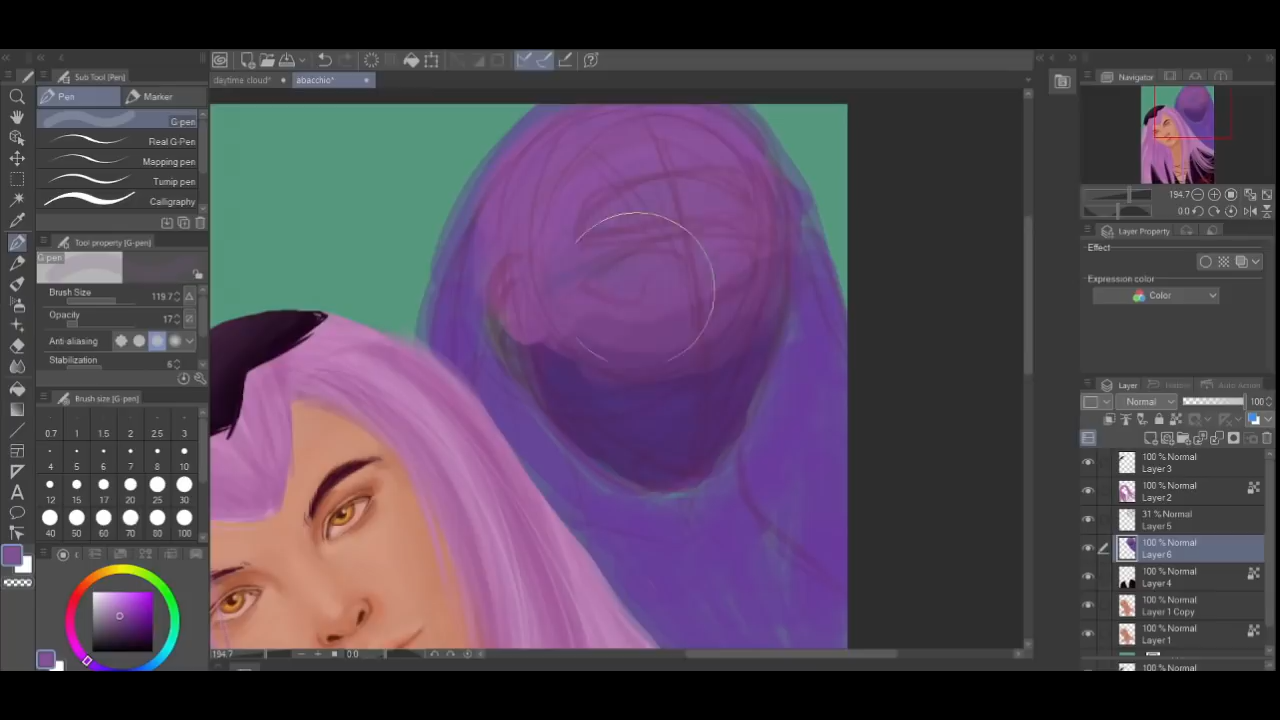 Sub Tool [Pen]
Pen
Marker
G-pen
Real G-Pen
Mapping pen
Turnip pen
Calligraphy
Tool property [G-pen]
G-pen
Brush Size 119.7
Opacity 17
Anti-aliasing
Stabilization 6
Brush size [G-pen]
0.7 1 1.5 2 2.5 3
4 5 6 7 8 10
12 15 17 20 25 30
40 50 60 70 80 100
daytime cloud*
abacchio*
194.7
0.0
Navigator
194.7
0.0
Layer Property
Effect
Expression color
Color
Layer
Auto Action
Normal 100
100 % Normal
Layer 3
100 % Normal
Layer 2
31 % Normal
Layer 5
100 % Normal
Layer 6
100 % Normal
Layer 4
100 % Normal
Layer 1 Copy
100 % Normal
Layer 1
100 % Normal